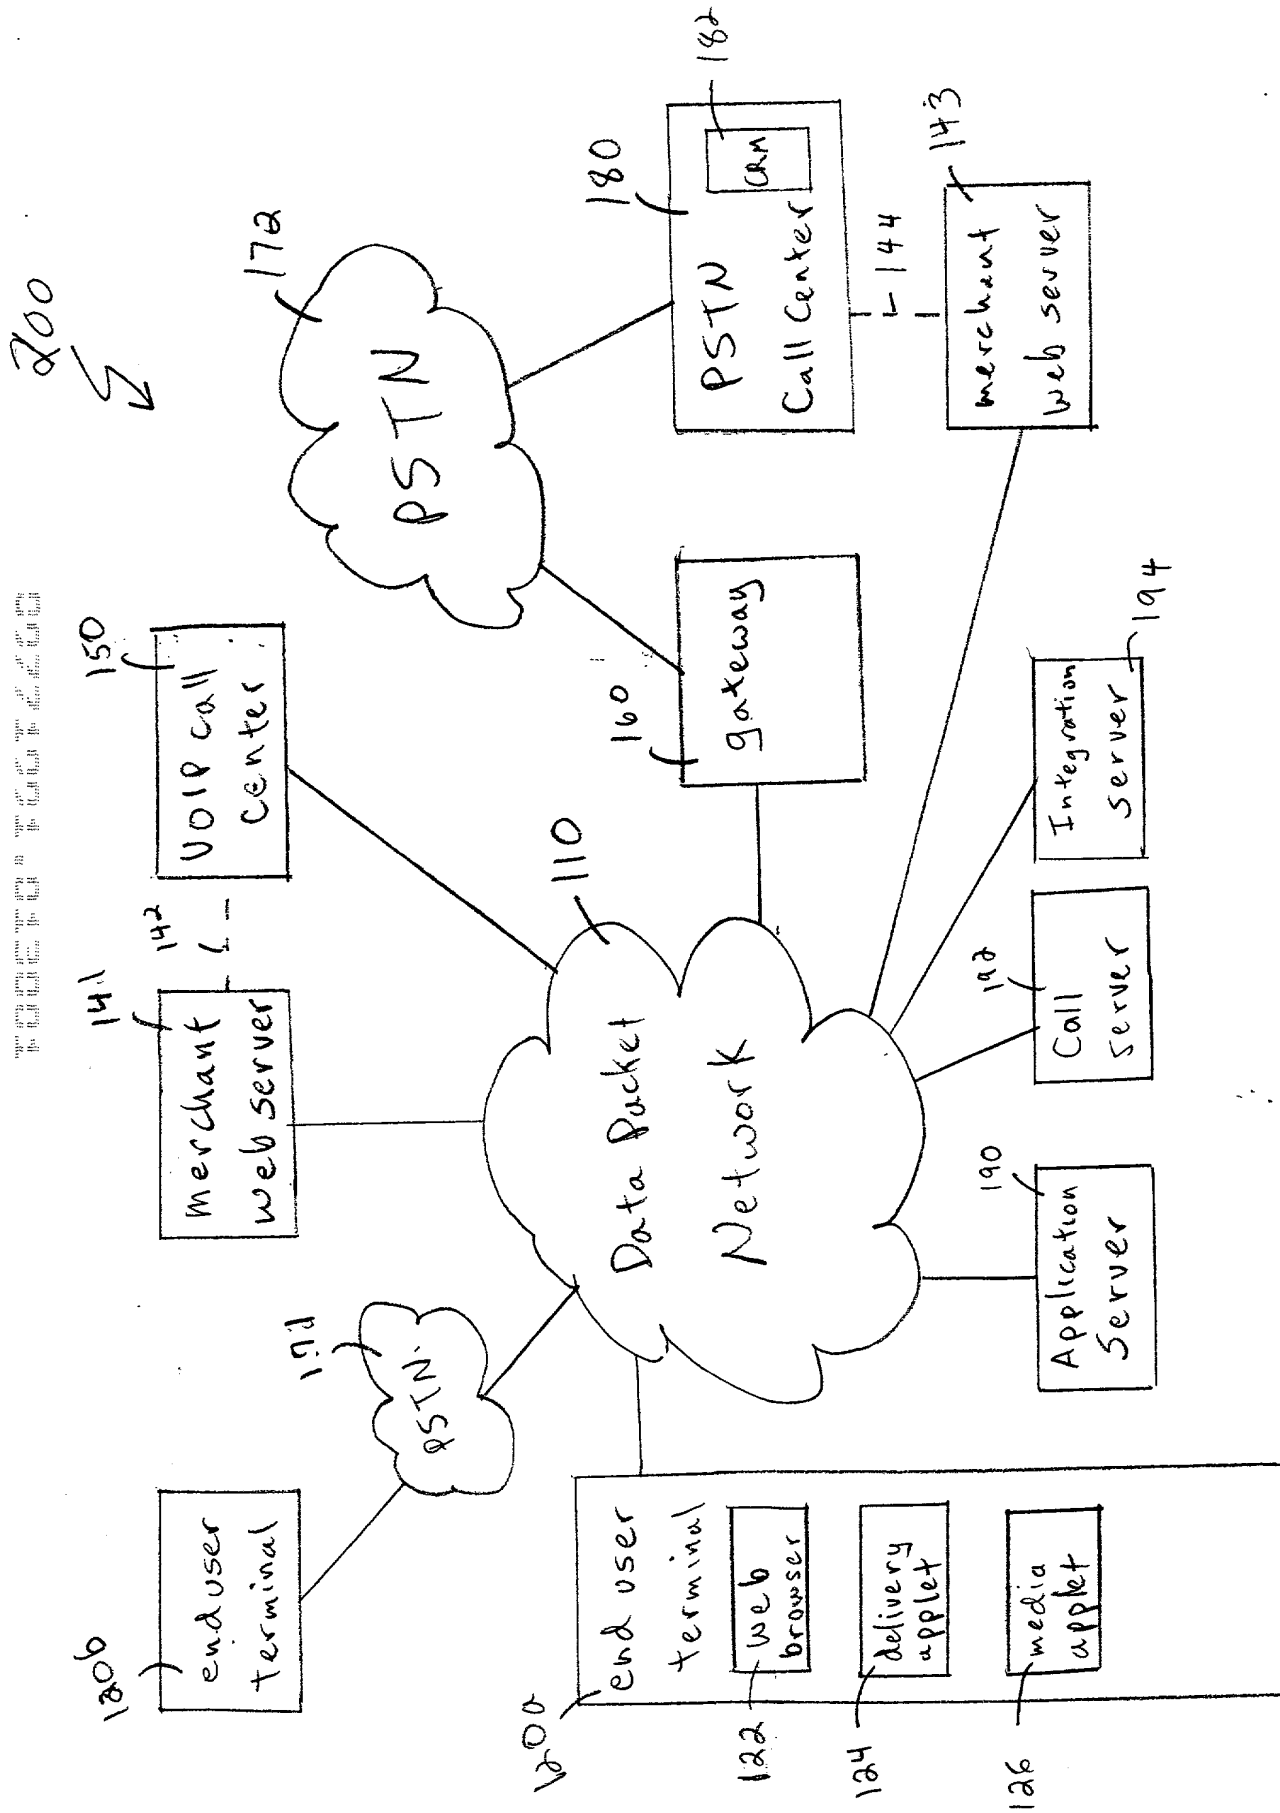 200
120b
end user
terminal
171
PSTN
141
merchant
web server
142
150
VOIP call
center
172
PSTN
120a
end user
terminal
122
web
browser
124
delivery
applet
126
media
applet
110
Data Packet
Network
160
gateway
180
PSTN
Call Center
182
CRM
144
143
merchant
web server
190
Application
Server
192
Call
server
194
Integration
server